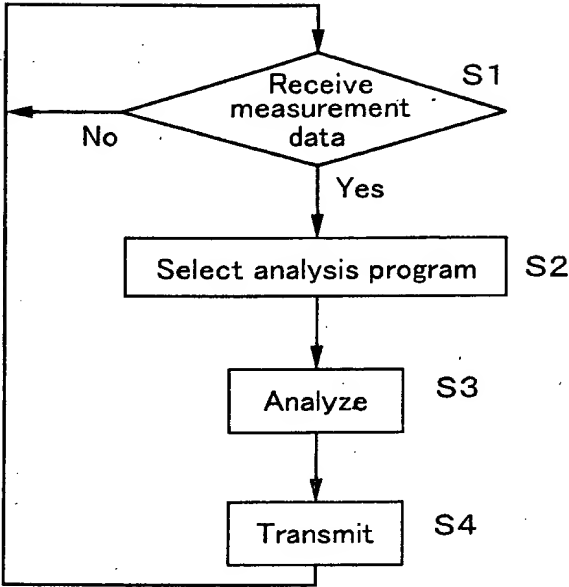 Receive
S1
measurement
data
No
Yes
Select analysis program
S2
Analyze
S3
Transmit
S4